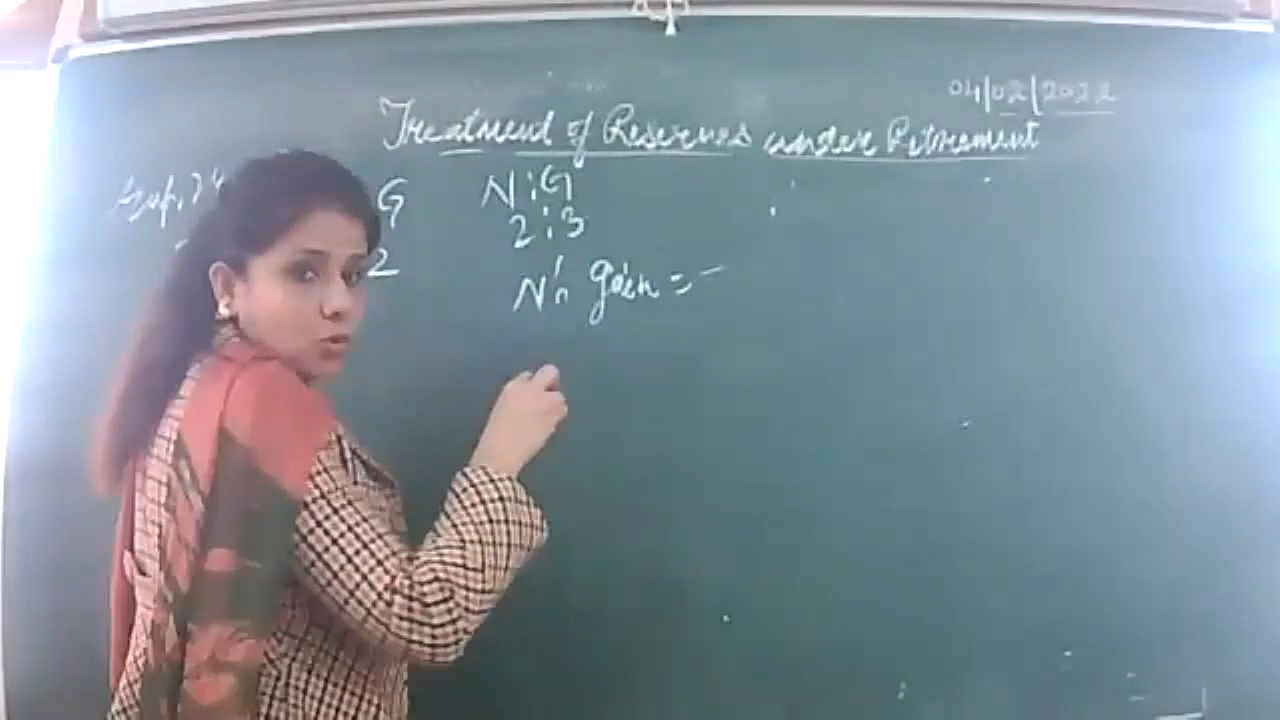 04/02/2022
Treatment of Reserves under Retirement
G N:G
2:3
2
N's gain = -